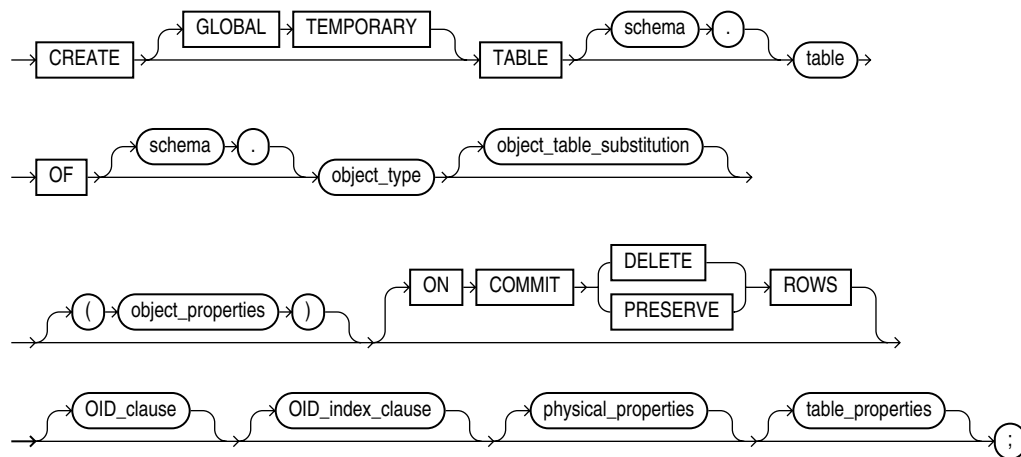 CREATE GLOBAL TEMPORARY TABLE schema . table
OF schema . object_type object_table_substitution
( object_properties ) ON COMMIT DELETE PRESERVE ROWS
OID_clause OID_index_clause physical_properties table_properties ;